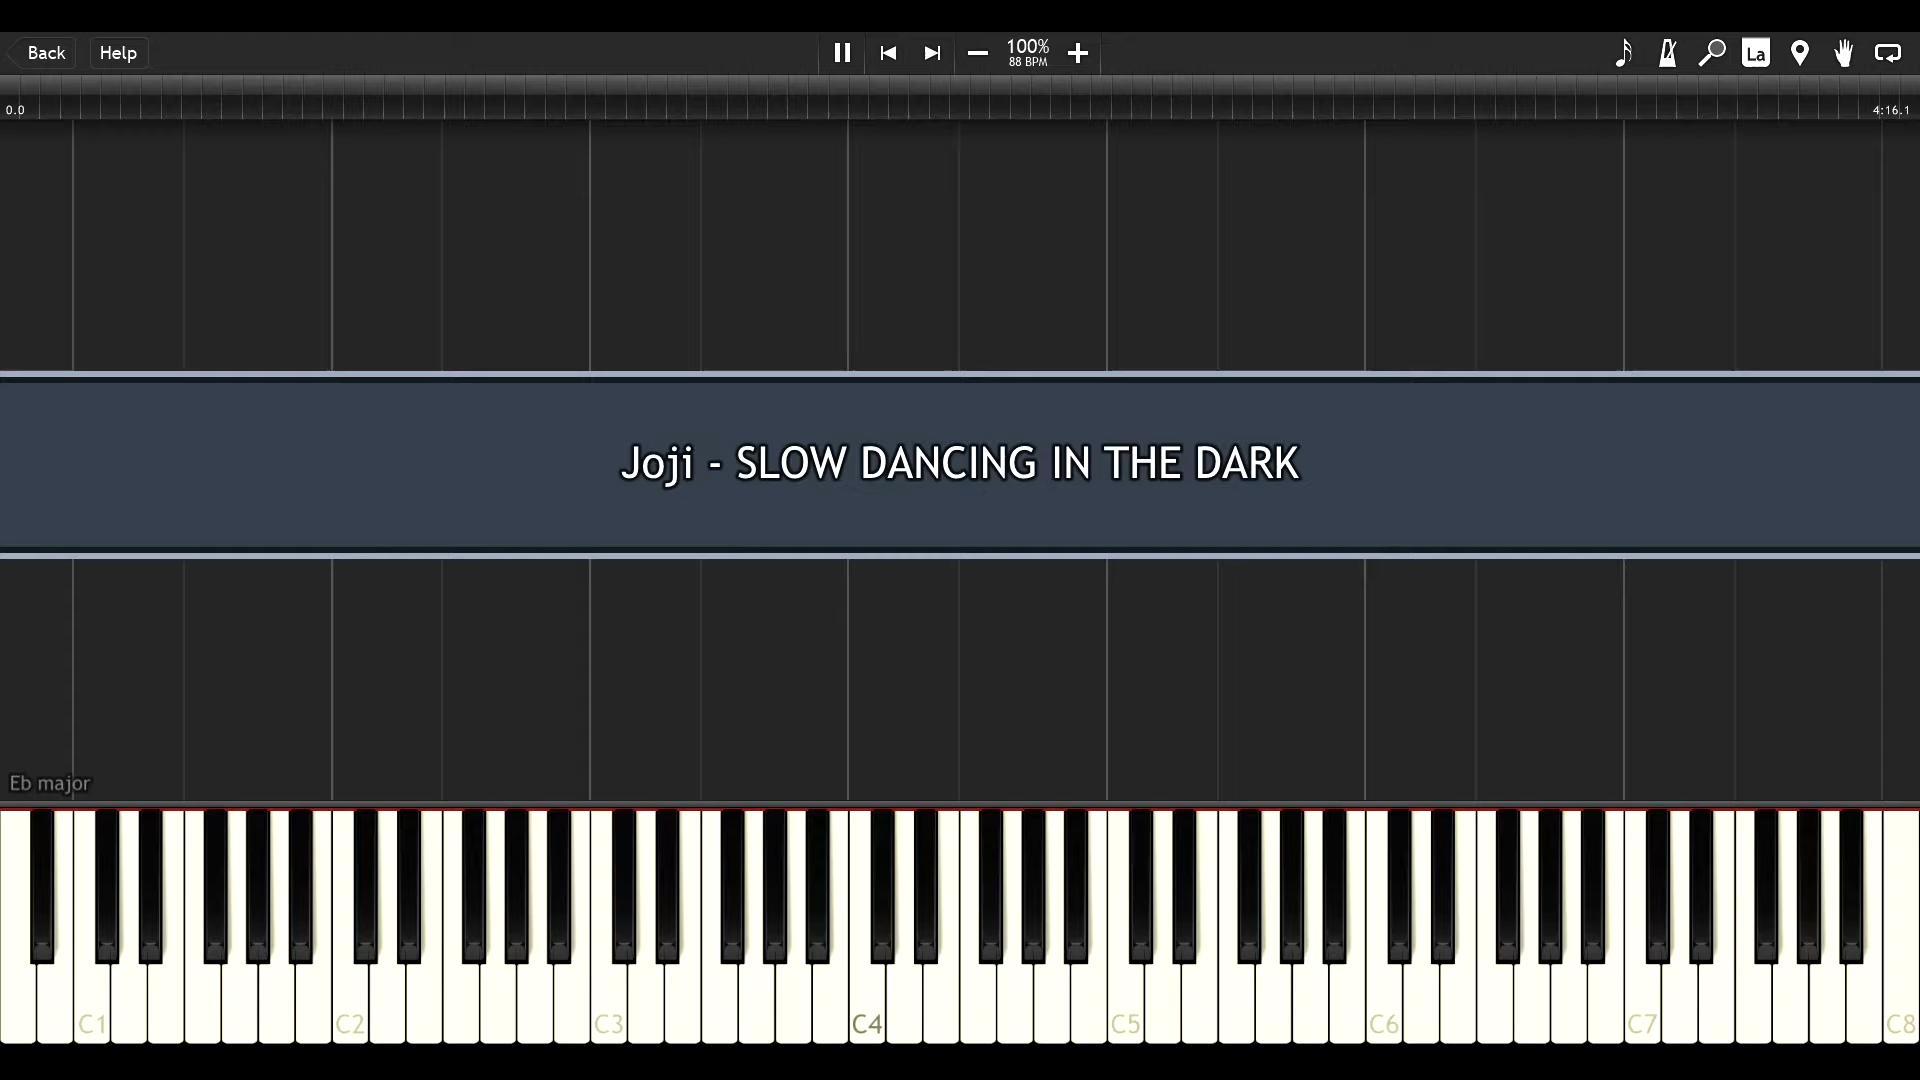 Back
Help
100%
88 BPM
La
0.0
4:16.1
Joji - SLOW DANCING IN THE DARK
Eb major
C1
C2
C3
C4
C5
C6
C7
C8